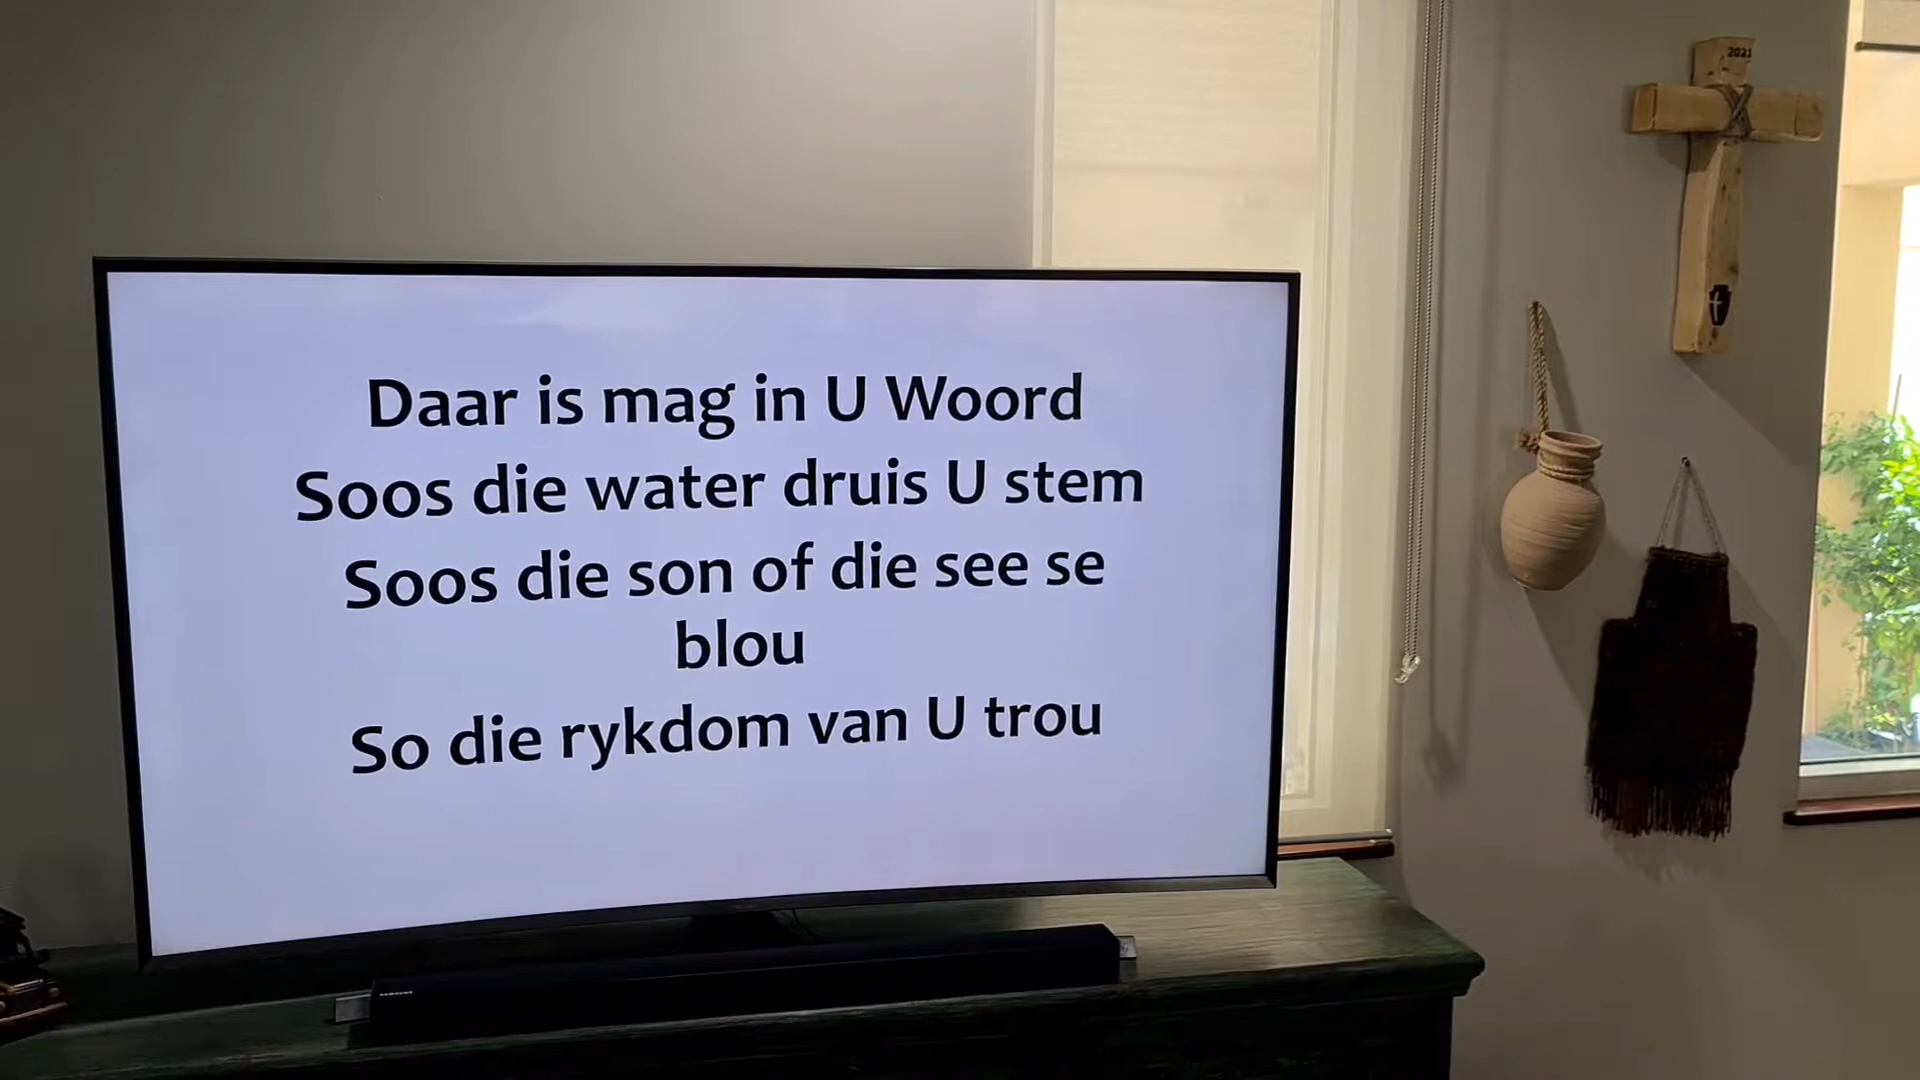 2021
Daar is mag in U Woord
Soos die water druis U stem
Soos die son of die see se
blou
So die rykdom van U trou